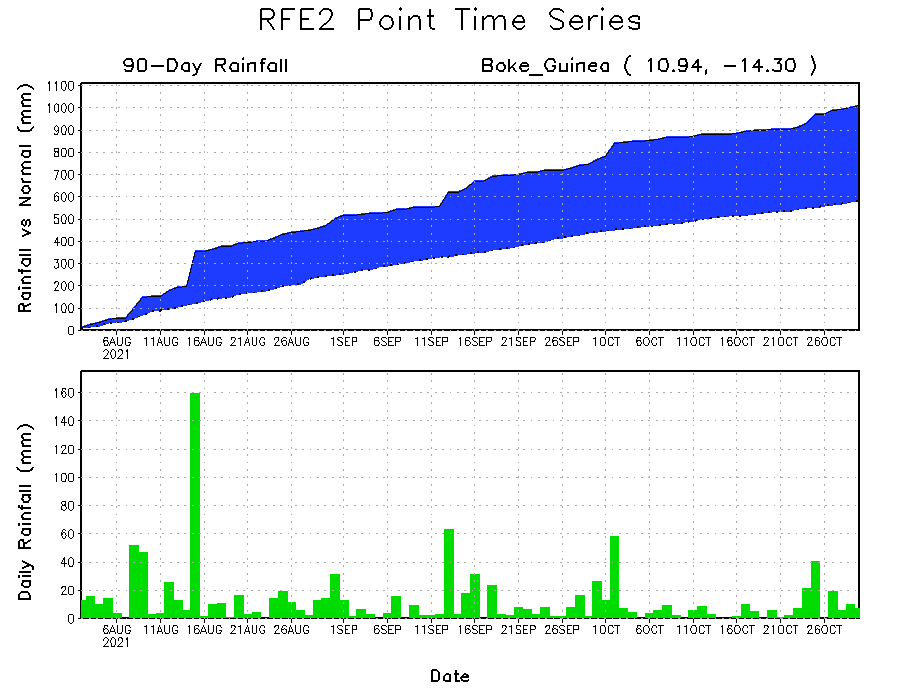 RFE2 Point Time Series
90-Day Rainfall
Boke_Guinea ( 10.94, -14.30 )
Rainfall vs Normal (mm)
1100
1000
900
800
700
600
500
400
300
200
100
0
6AUG 11AUG 16AUG 21AUG 26AUG 1SEP 6SEP 11SEP 16SEP 21SEP 26SEP 1OCT 6OCT 11OCT 16OCT 21OCT 26OCT
2021
Daily Rainfall (mm)
160
140
120
100
80
60
40
20
0
6AUG 11AUG 16AUG 21AUG 26AUG 1SEP 6SEP 11SEP 16SEP 21SEP 26SEP 1OCT 6OCT 11OCT 16OCT 21OCT 26OCT
2021
Date